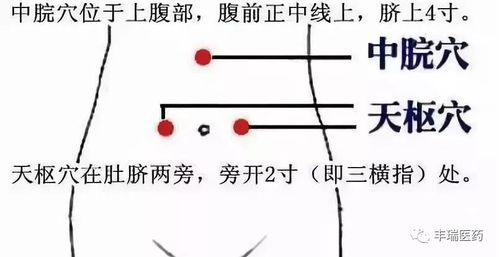 中脘穴位于上腹部，腹前正中线上，脐上4寸。
中脘穴
天枢穴
天枢穴在肚脐两旁，旁开2寸（即三横指）处。
丰瑞医药